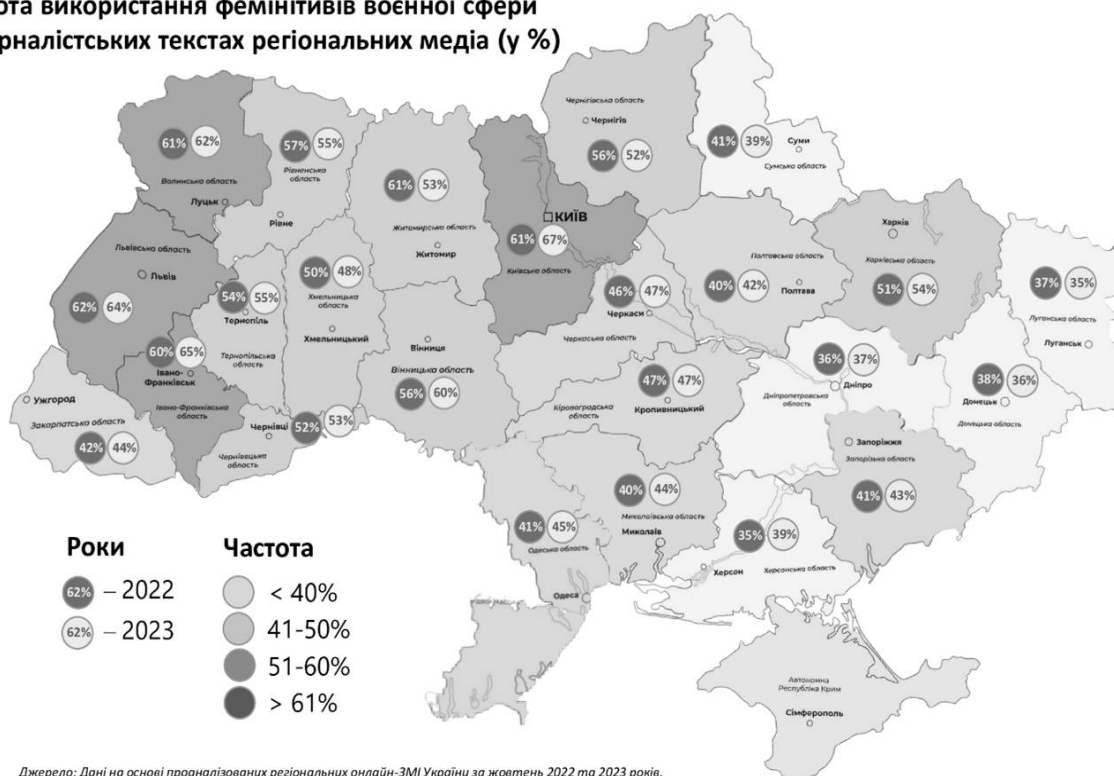 ота використання фемінітивів воєнної сфери
рналістських текстах регіональних медіа (у %)
Чернігівська область
Чернігів
56% 52%
41% 39%
Суми
Сумська область
61% 62%
Волинська область
Луцьк
57% 55%
Рівненська
область
Рівне
61% 53%
Житомирська область
Житомир
КИЇВ
61% 67%
Київська область
Львівська область
Львів
62% 64%
54% 55%
Тернопіль
Тернопільська
область
50% 48%
Хмельницька
область
Хмельницький
46% 47%
Черкаси
Черкаська область
Полтавська область
40% 42%
Полтава
Харків
Харківська область
51% 54%
37% 35%
Луганська область
Луганськ
60% 65%
Івано-
Франківськ
Івано-Франківська
область
Вінниця
Вінницька область
56% 60%
47% 47%
Кіровоградська
область
Кропивницький
36% 37%
Дніпро
Дніпропетровська
область
38% 36%
Донецьк
Донецька область
Ужгород
Закарпатська область
42% 44%
Чернівці
52% 53%
Чернівецька
область
Запоріжжя
Запорізька область
41% 43%
40% 44%
Миколаївська область
Миколаїв
41% 45%
Одеська область
Одеса
35% 39%
Херсон
Херсонська область
Автономна
Республіка Крим
Сімферополь
Роки
62% – 2022
62% – 2023
Частота
< 40%
41-50%
51-60%
> 61%
Джерело: Дані на основі проаналізованих регіональних онлайн-ЗМІ України за жовтень 2022 та 2023 років.